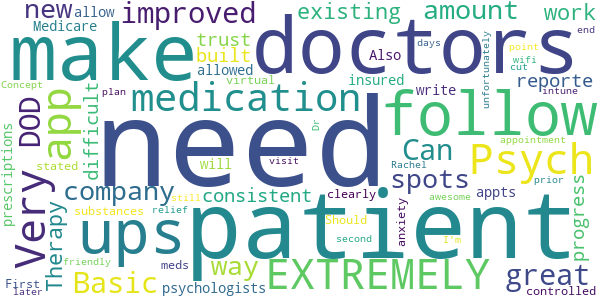 new allow improved existing amount work
Medicare trust built Also
make doctors
allowed virtual insured days point wifi cut end
unfortunately
Concept plan app difficult medication write reporte
need follow
DOD Dr Can Psych
prescriptions stated Very will visit Rachel appointment intune
company consistent spots prior
Therapy clearly appts awesome
substances still relief anxiety
ups patient Should second I'm
progress
First later Basic meds friendly way
psychologists EXTREMELY great controlled